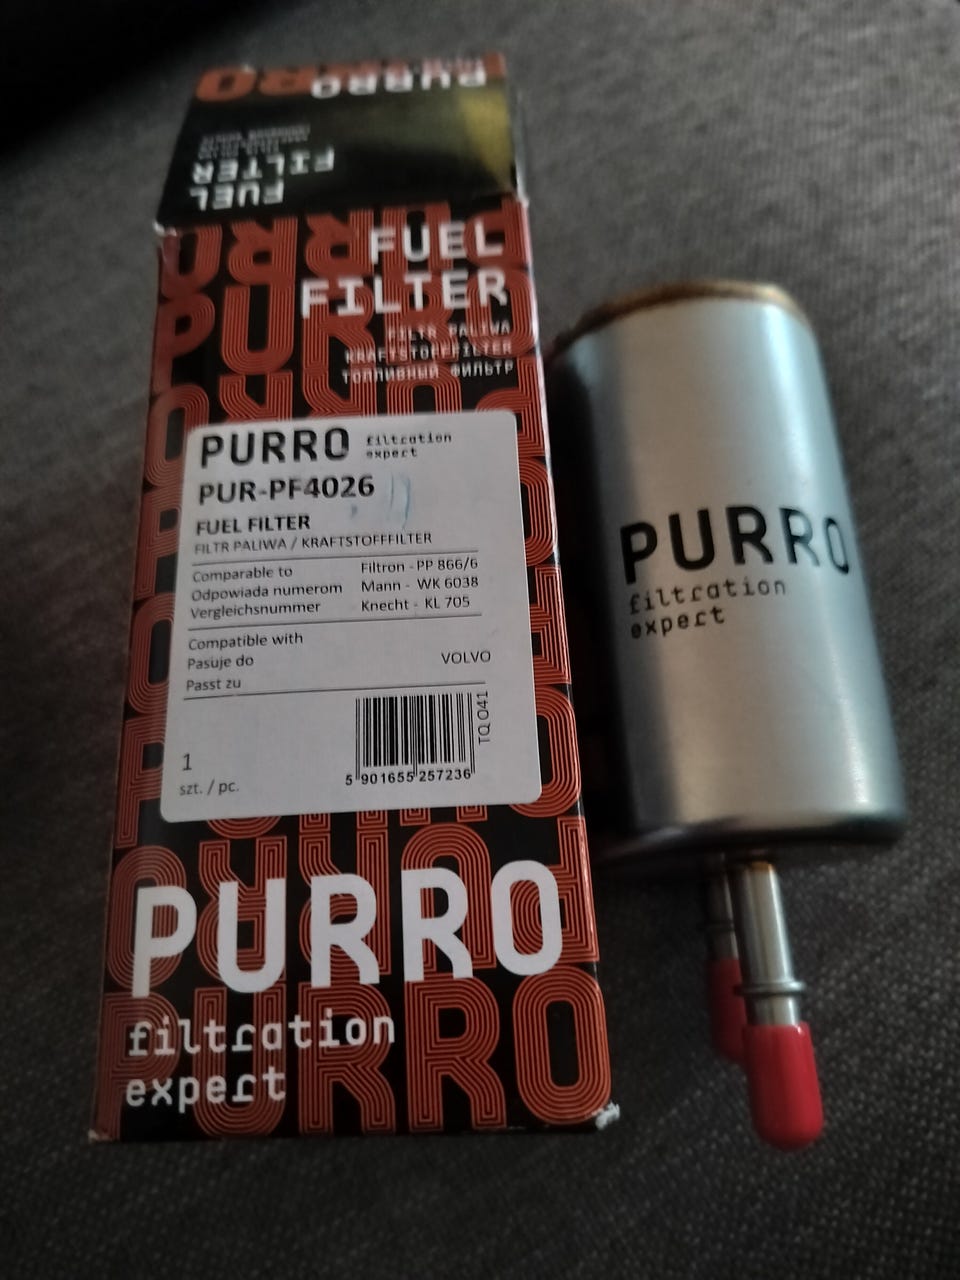 PURRO
FUEL
FILTER
FUEL
FILTER
FILTR PALIWA
KRAFTSTOFFFILTER
ТОПЛИВНЫЙ ФИЛЬТР
PURRO filtration
expert
PUR-PF4026
FUEL FILTER
FILTR PALIWA / KRAFTSTOFFFILTER
Comparable to Filtron - PP 866/6
Odpowiada numerom Mann - WK 6038
Vergleichsnummer Knecht - KL 705
Compatible with
Pasuje do VOLVO
Passt zu
TQ 041
1
szt. / pc.
5 901655 257236
PURRO
filtration
expert
PURRO
filtration
expert